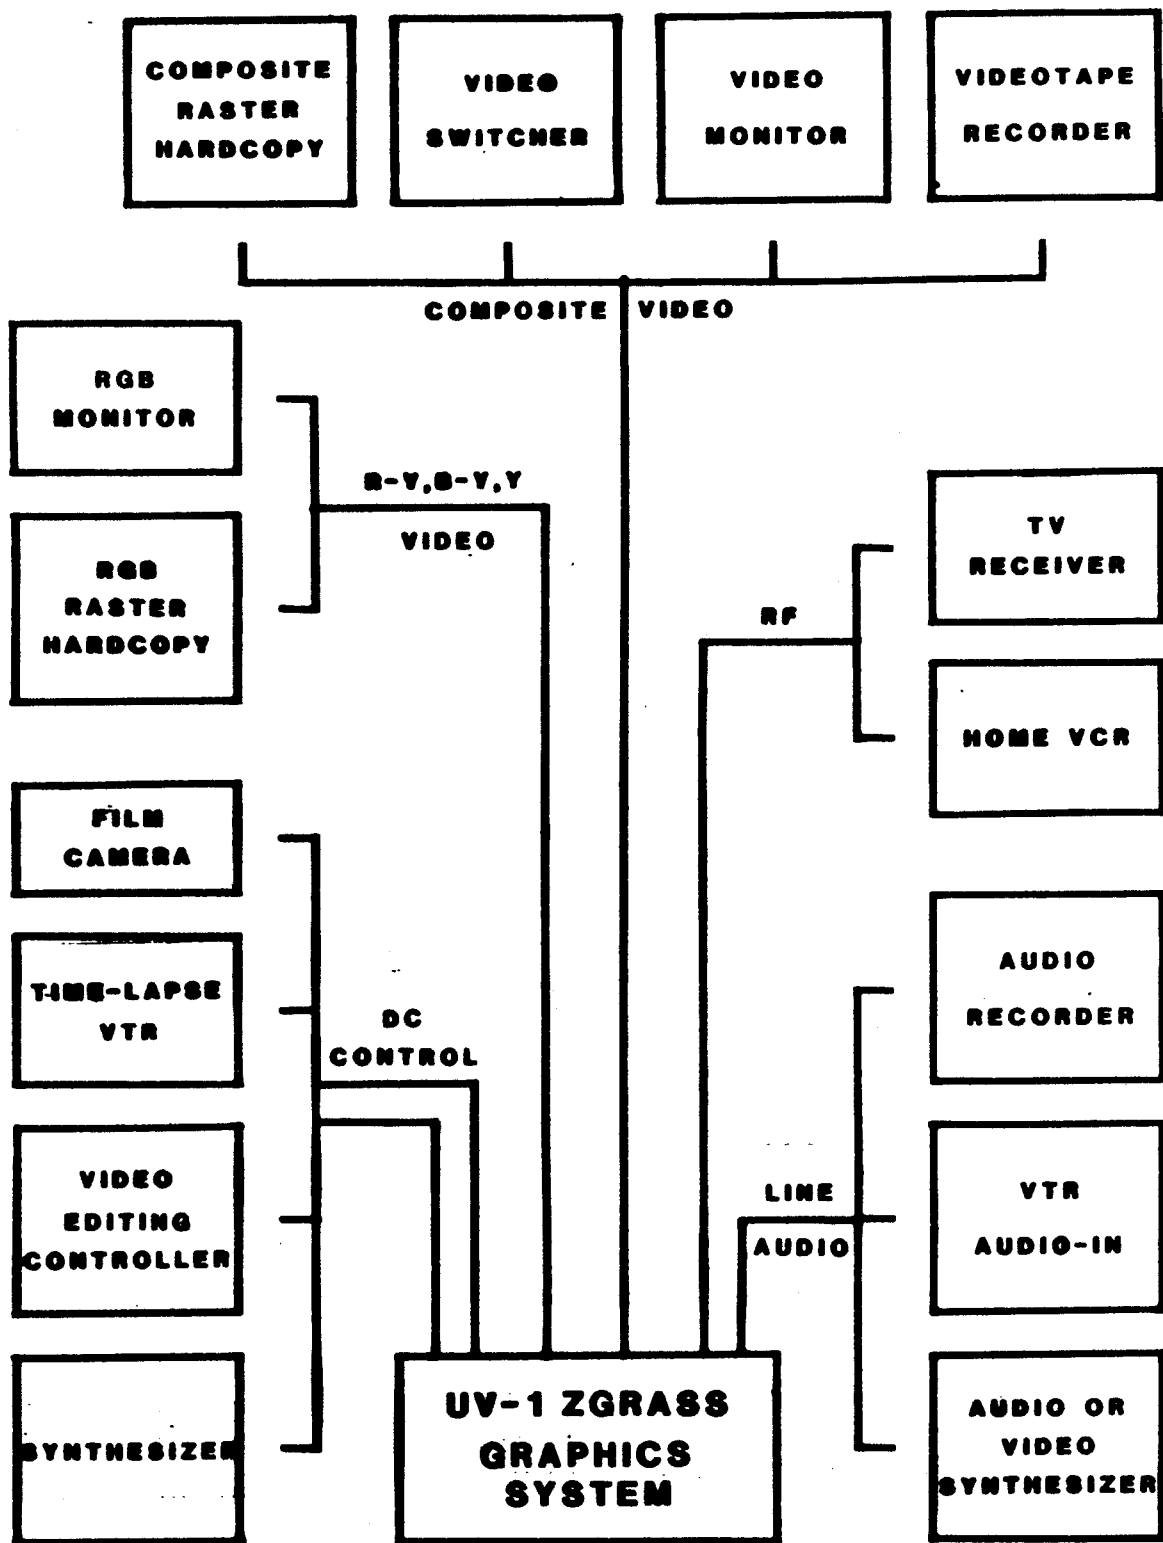 COMPOSITE
RASTER
HARDCOPY
VIDEO
SWITCHER
VIDEO
MONITOR
VIDEOTAPE
RECORDER
COMPOSITE VIDEO
RGB
MONITOR
R-Y,B-Y,Y
VIDEO
RGB
RASTER
HARDCOPY
TV
RECEIVER
RF
HOME VCR
FILM
CAMERA
TIME-LAPSE
VTR
DC
CONTROL
AUDIO
RECORDER
VIDEO
EDITING
CONTROLLER
LINE
AUDIO
VTR
AUDIO-IN
SYNTHESIZER
UV-1 ZGRASS
GRAPHICS
SYSTEM
AUDIO OR
VIDEO
SYNTHESIZER